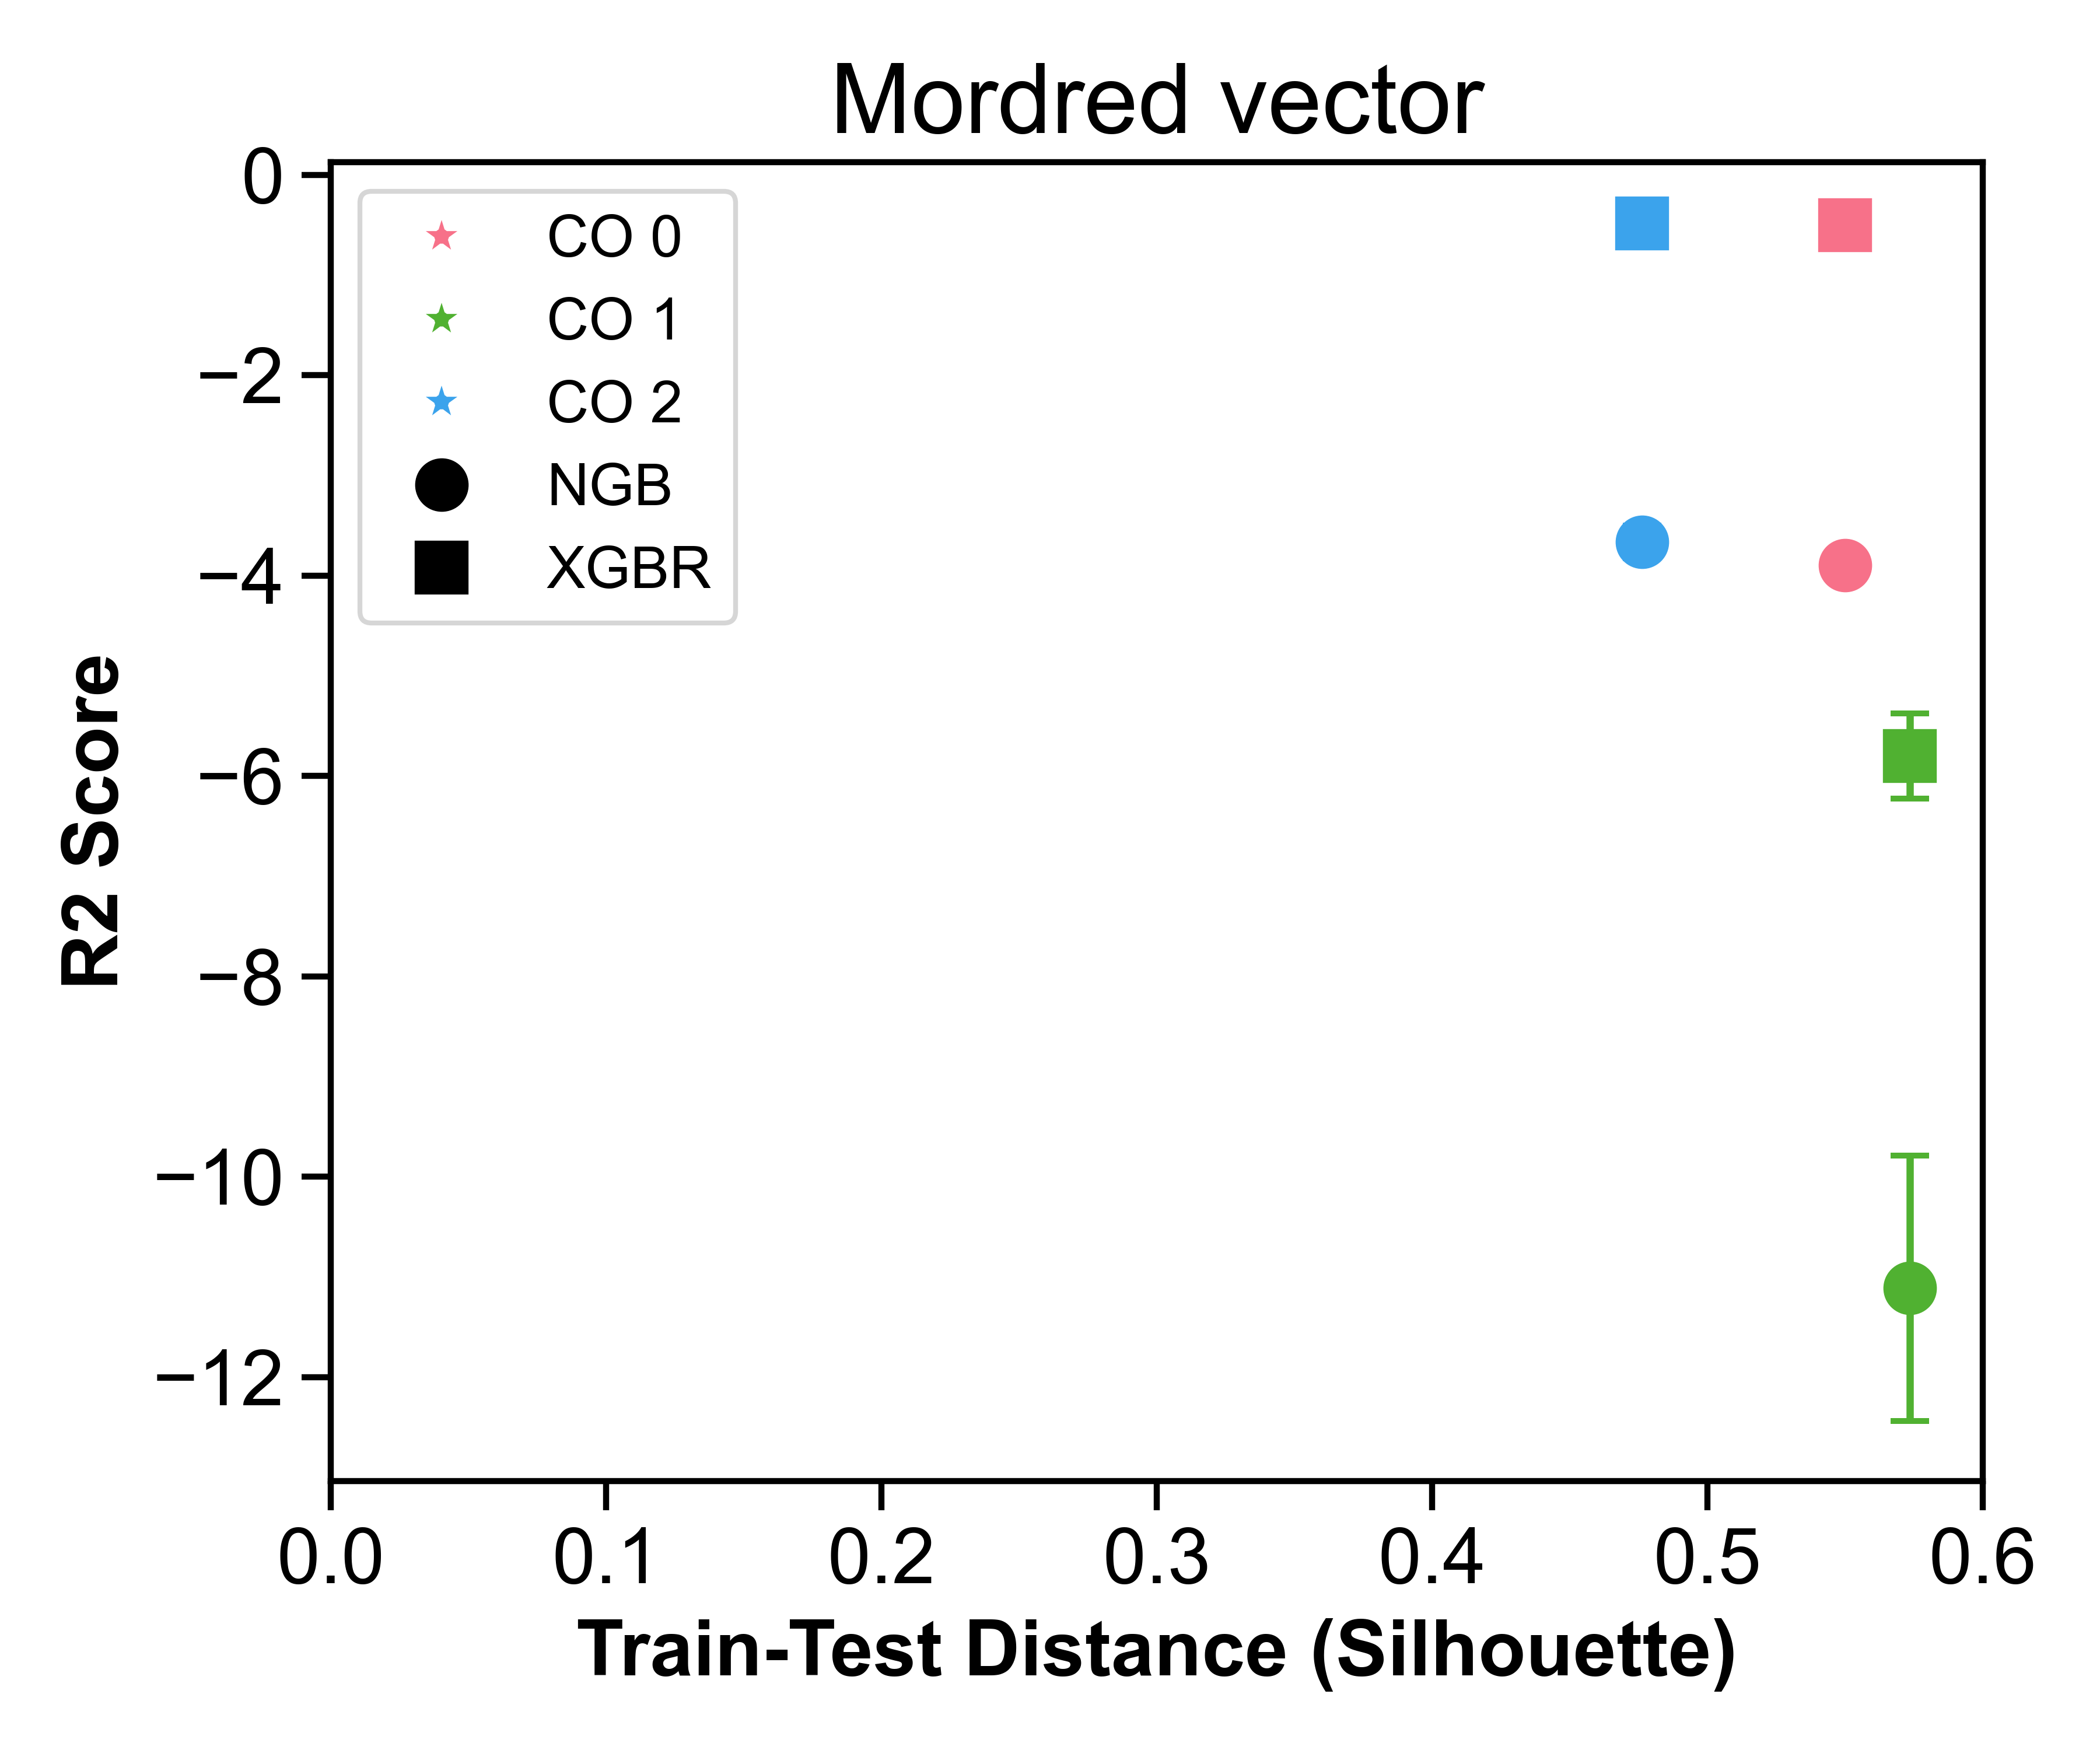 Mordred vector
0
−2
−4
−6
−8
−10
−12
R2 Score
CO 0
CO 1
CO 2
NGB
XGBR
0.0 0.1 0.2 0.3 0.4 0.5 0.6
Train-Test Distance (Silhouette)